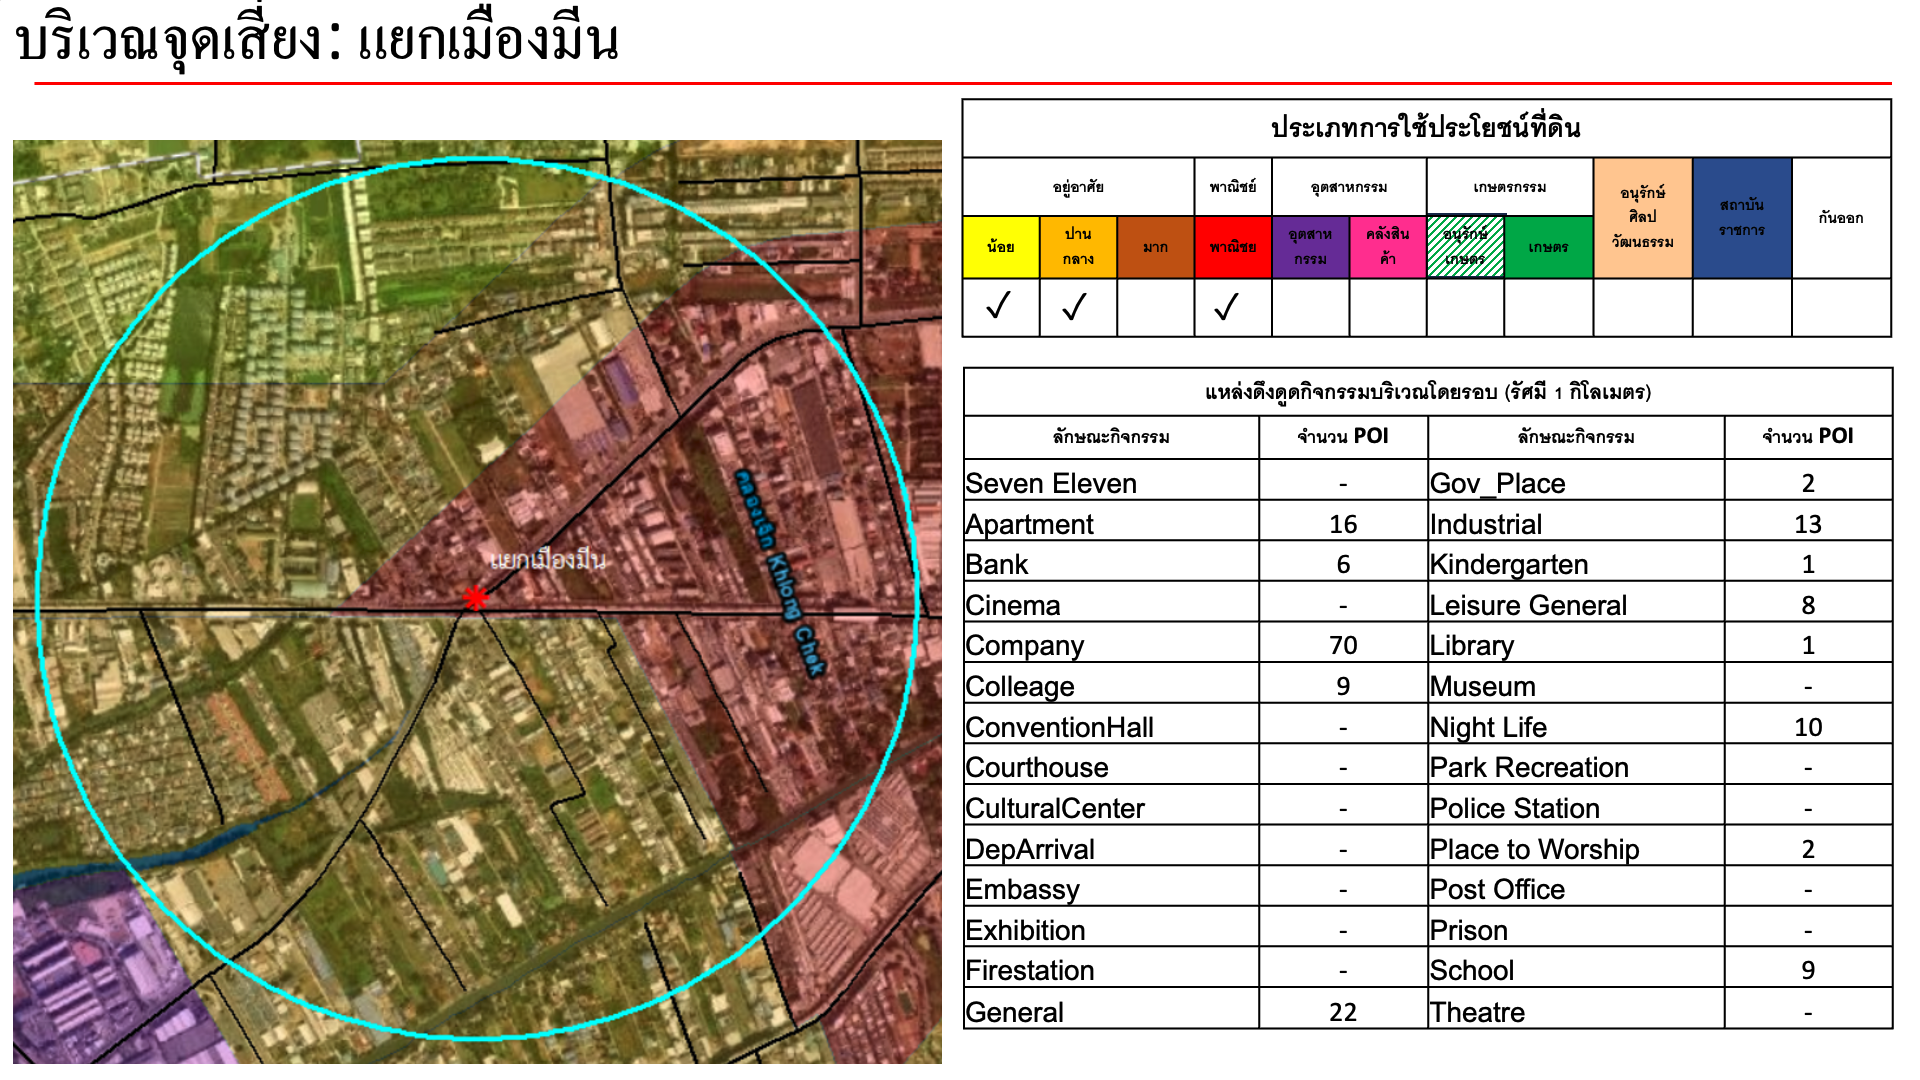 บริเวณจุดเสี่ยง: แยกเมืองมีน
แยกเมืองมีน
คลองเจ๊ก Khlong Chek
ประเภทการใช้ประโยชน์ที่ดิน
อยู่อาศัย พาณิชย์ อุตสาหกรรม เกษตรกรรม อนุรักษ์ศิลปวัฒนธรรม สถาบันราชการ กันออก
น้อย ปานกลาง มาก พาณิชย อุตสาหกรรม คลังสินค้า อนุรักษ์เกษตร เกษตร
✓ ✓ ✓
แหล่งดึงดูดกิจกรรมบริเวณโดยรอบ (รัศมี 1 กิโลเมตร)
ลักษณะกิจกรรม จำนวน POI ลักษณะกิจกรรม จำนวน POI
Seven Eleven - Gov_Place 2
Apartment 16 Industrial 13
Bank 6 Kindergarten 1
Cinema - Leisure General 8
Company 70 Library 1
Colleage 9 Museum -
ConventionHall - Night Life 10
Courthouse - Park Recreation -
CulturalCenter - Police Station -
DepArrival - Place to Worship 2
Embassy - Post Office -
Exhibition - Prison -
Firestation - School 9
General 22 Theatre -